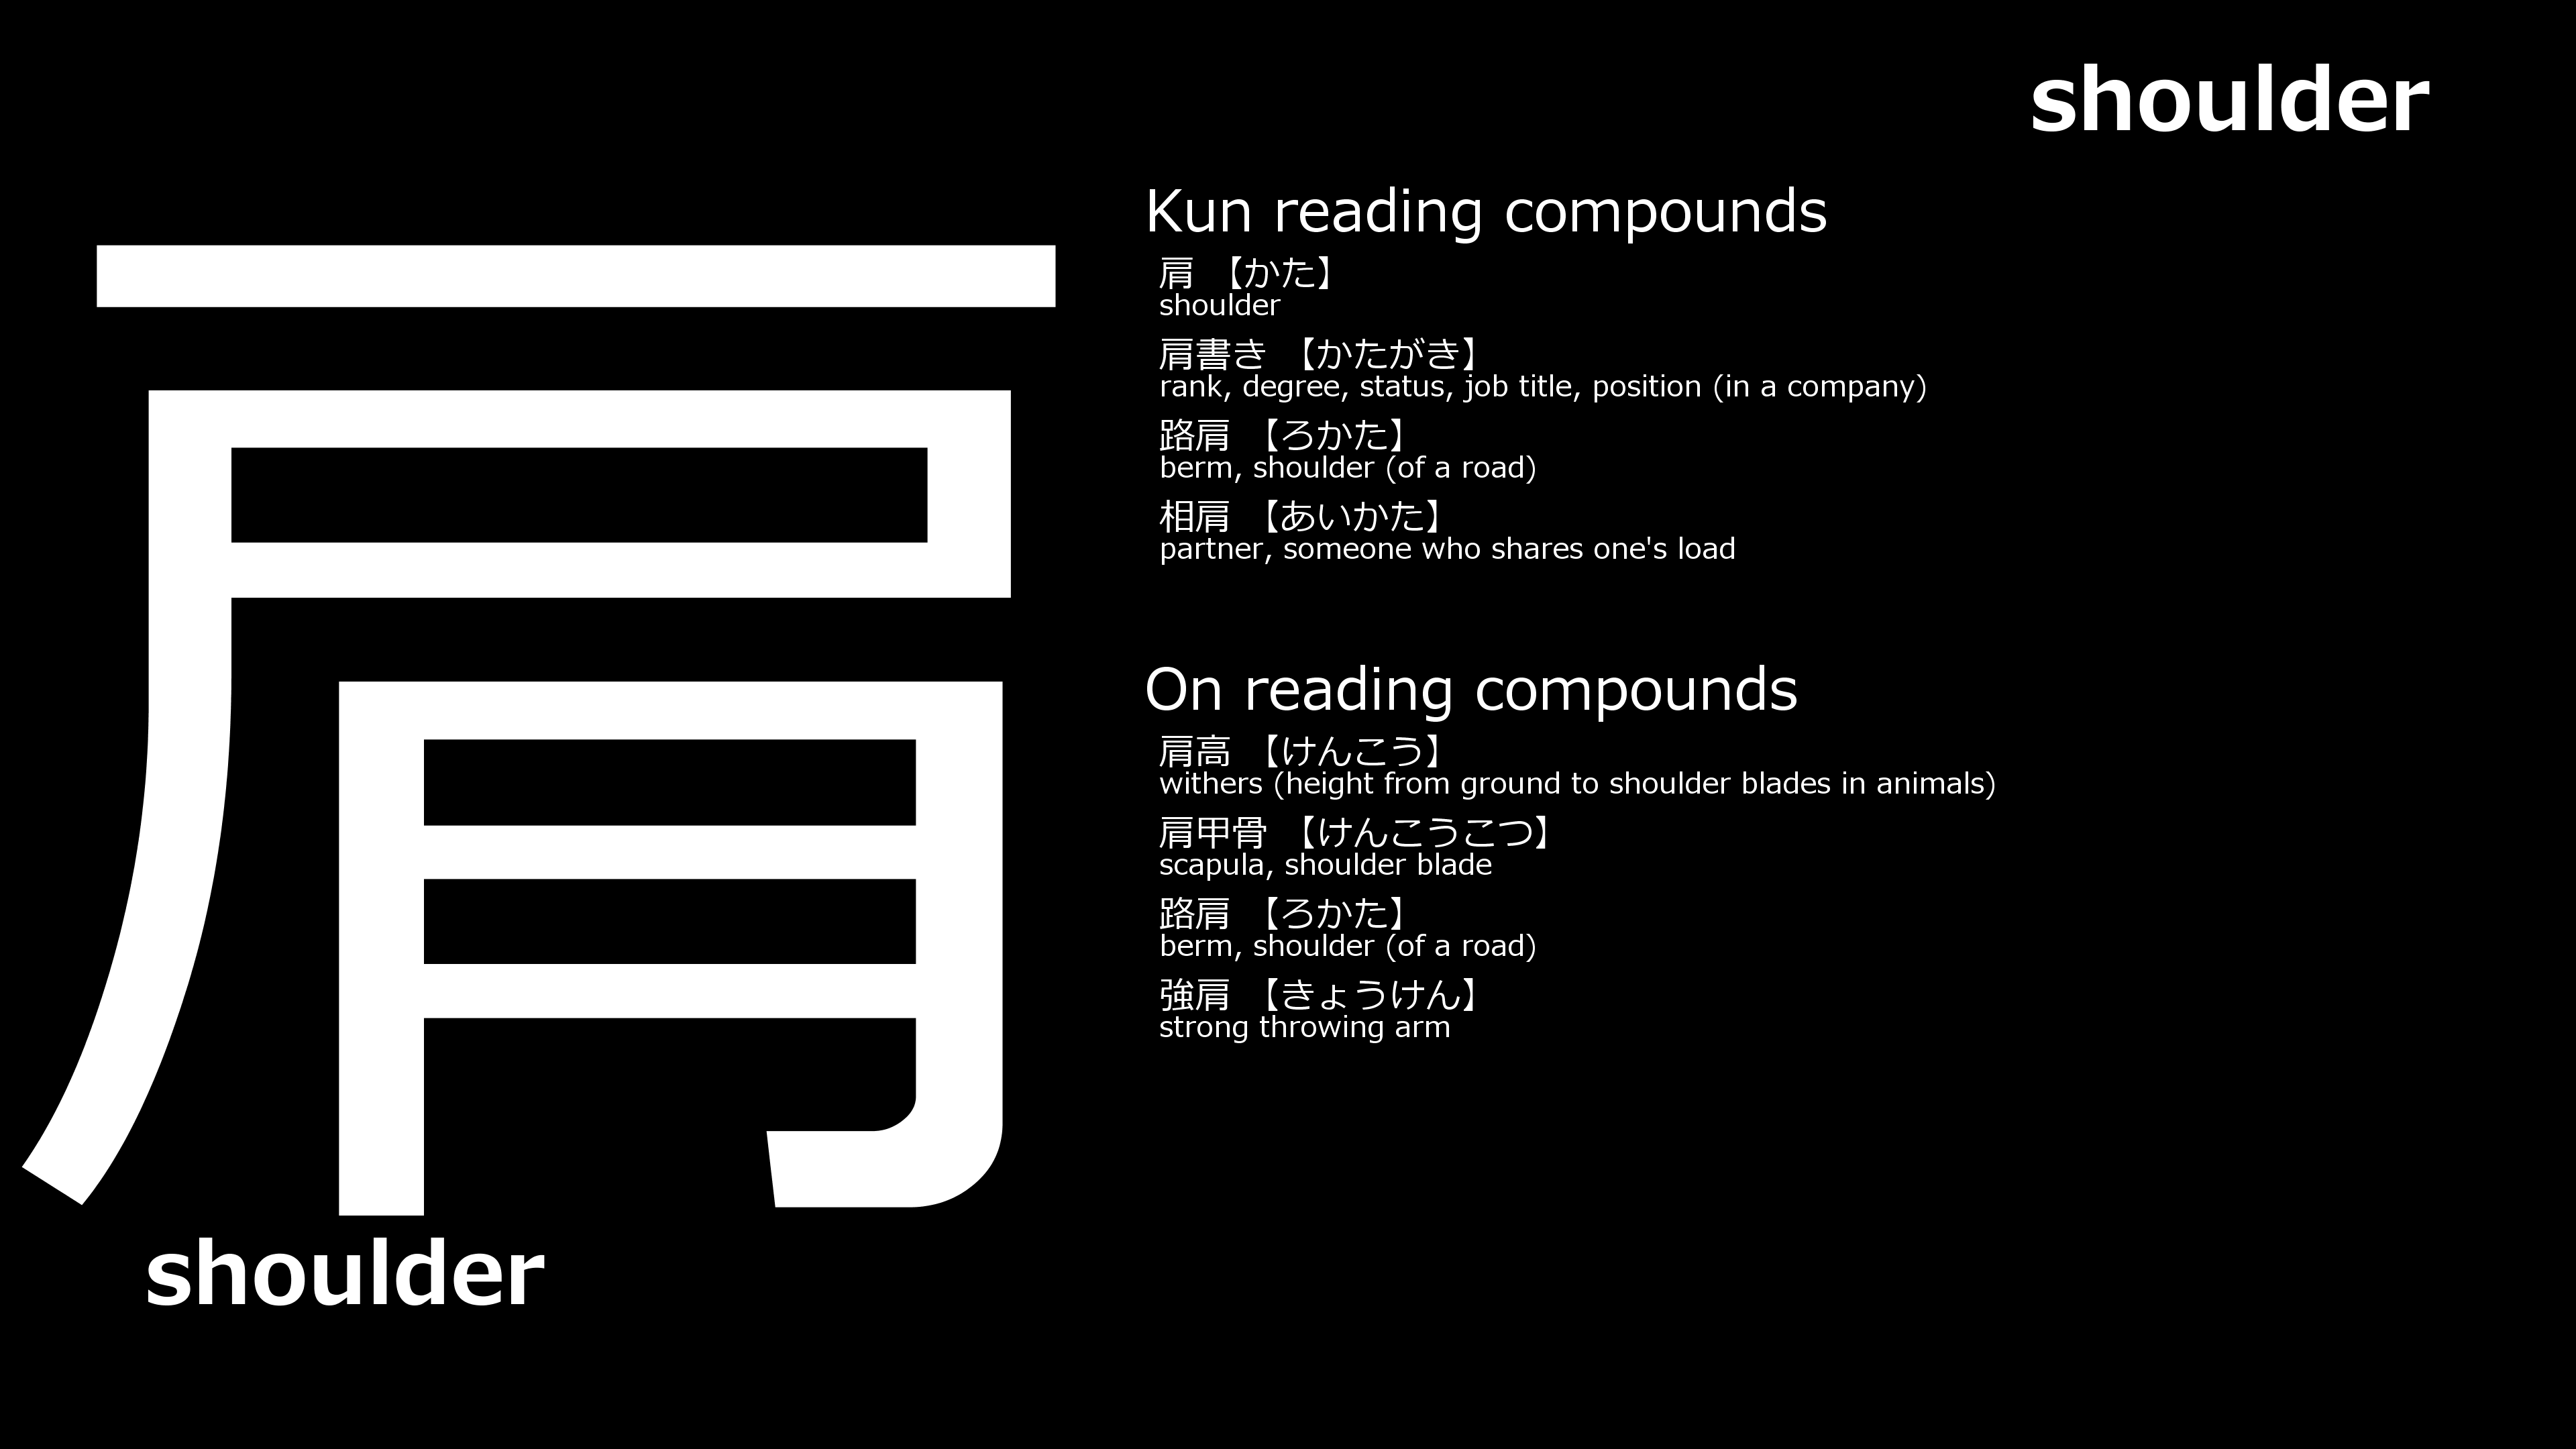 shoulder
肩
shoulder
Kun reading compounds
肩 【かた】
shoulder
肩書き 【かたがき】
rank, degree, status, job title, position (in a company)
路肩 【ろかた】
berm, shoulder (of a road)
相肩 【あいかた】
partner, someone who shares one's load
On reading compounds
肩高 【けんこう】
withers (height from ground to shoulder blades in animals)
肩甲骨 【けんこうこつ】
scapula, shoulder blade
路肩 【ろかた】
berm, shoulder (of a road)
強肩 【きょうけん】
strong throwing arm